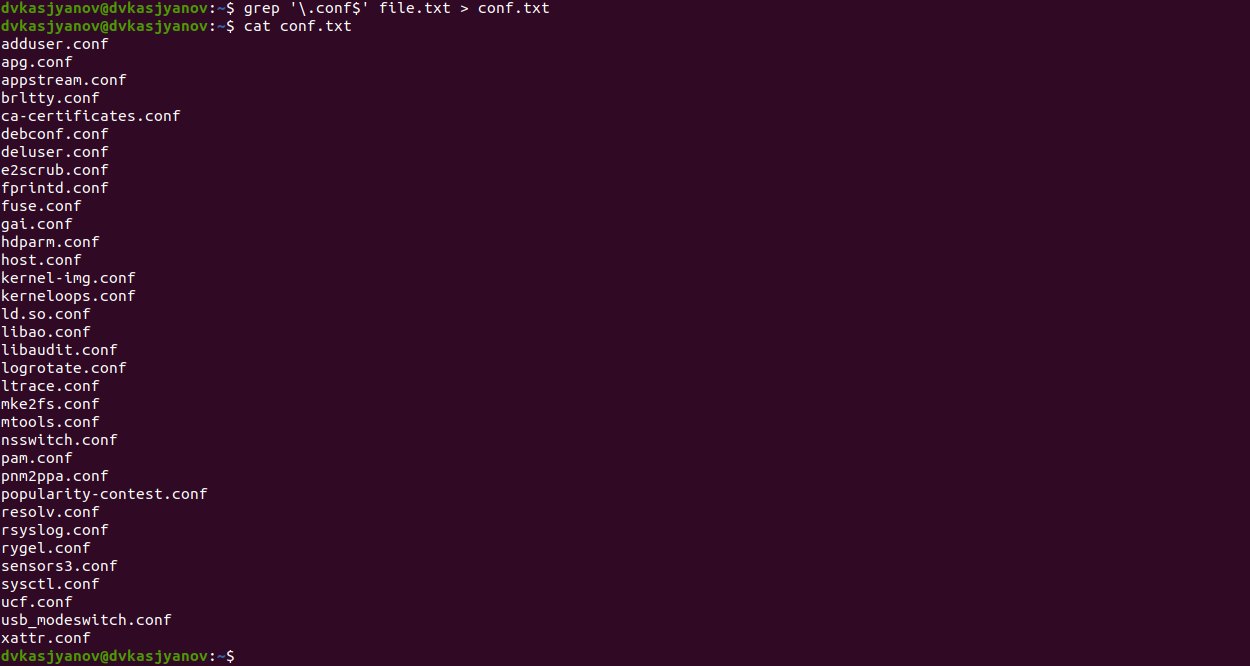 dvkasjyanov@dvkasjyanov:~$ grep '\.conf$' file.txt > conf.txt
dvkasjyanov@dvkasjyanov:~$ cat conf.txt
adduser.conf
apg.conf
appstream.conf
brltty.conf
ca-certificates.conf
debconf.conf
deluser.conf
e2scrub.conf
fprintd.conf
fuse.conf
gai.conf
hdparm.conf
host.conf
kernel-img.conf
kerneloops.conf
ld.so.conf
libao.conf
libaudit.conf
logrotate.conf
ltrace.conf
mke2fs.conf
mtools.conf
nsswitch.conf
pam.conf
pnm2ppa.conf
popularity-contest.conf
resolv.conf
rsyslog.conf
rygel.conf
sensors3.conf
sysctl.conf
ucf.conf
usb_modeswitch.conf
xattr.conf
dvkasjyanov@dvkasjyanov:~$